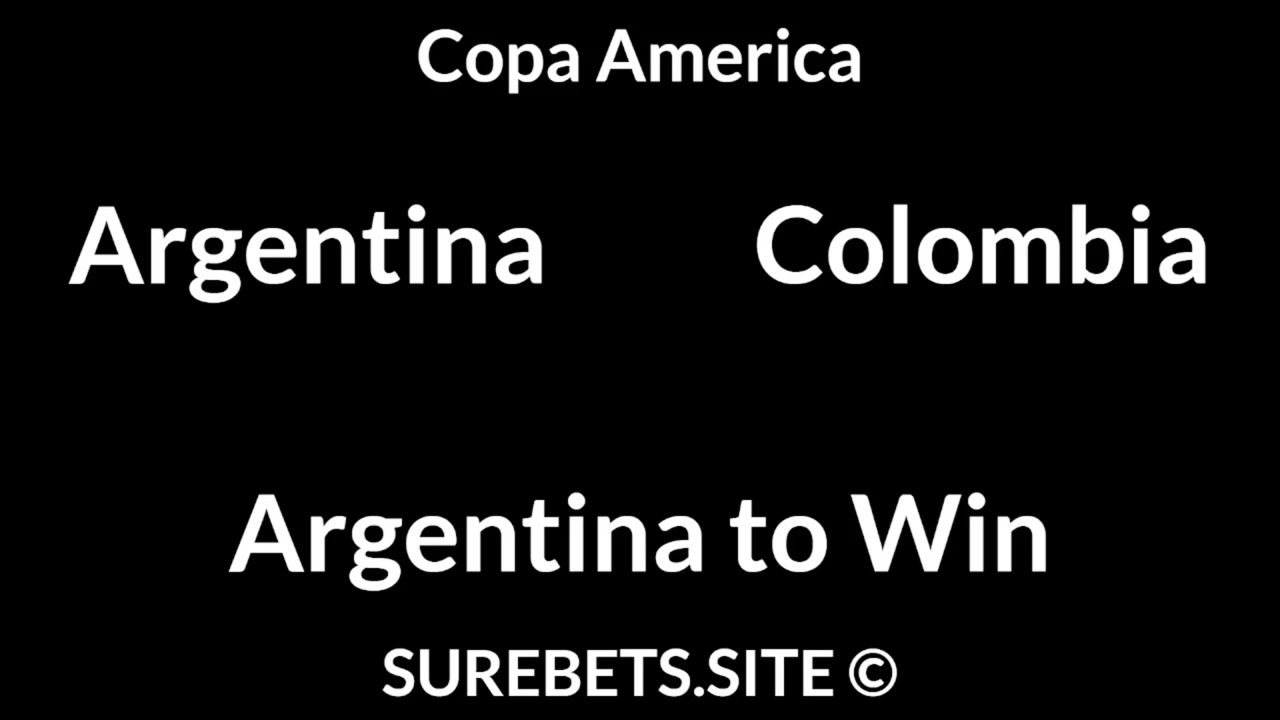 Copa America
Argentina Colombia
Argentina to Win
SUREBETS.SITE ©